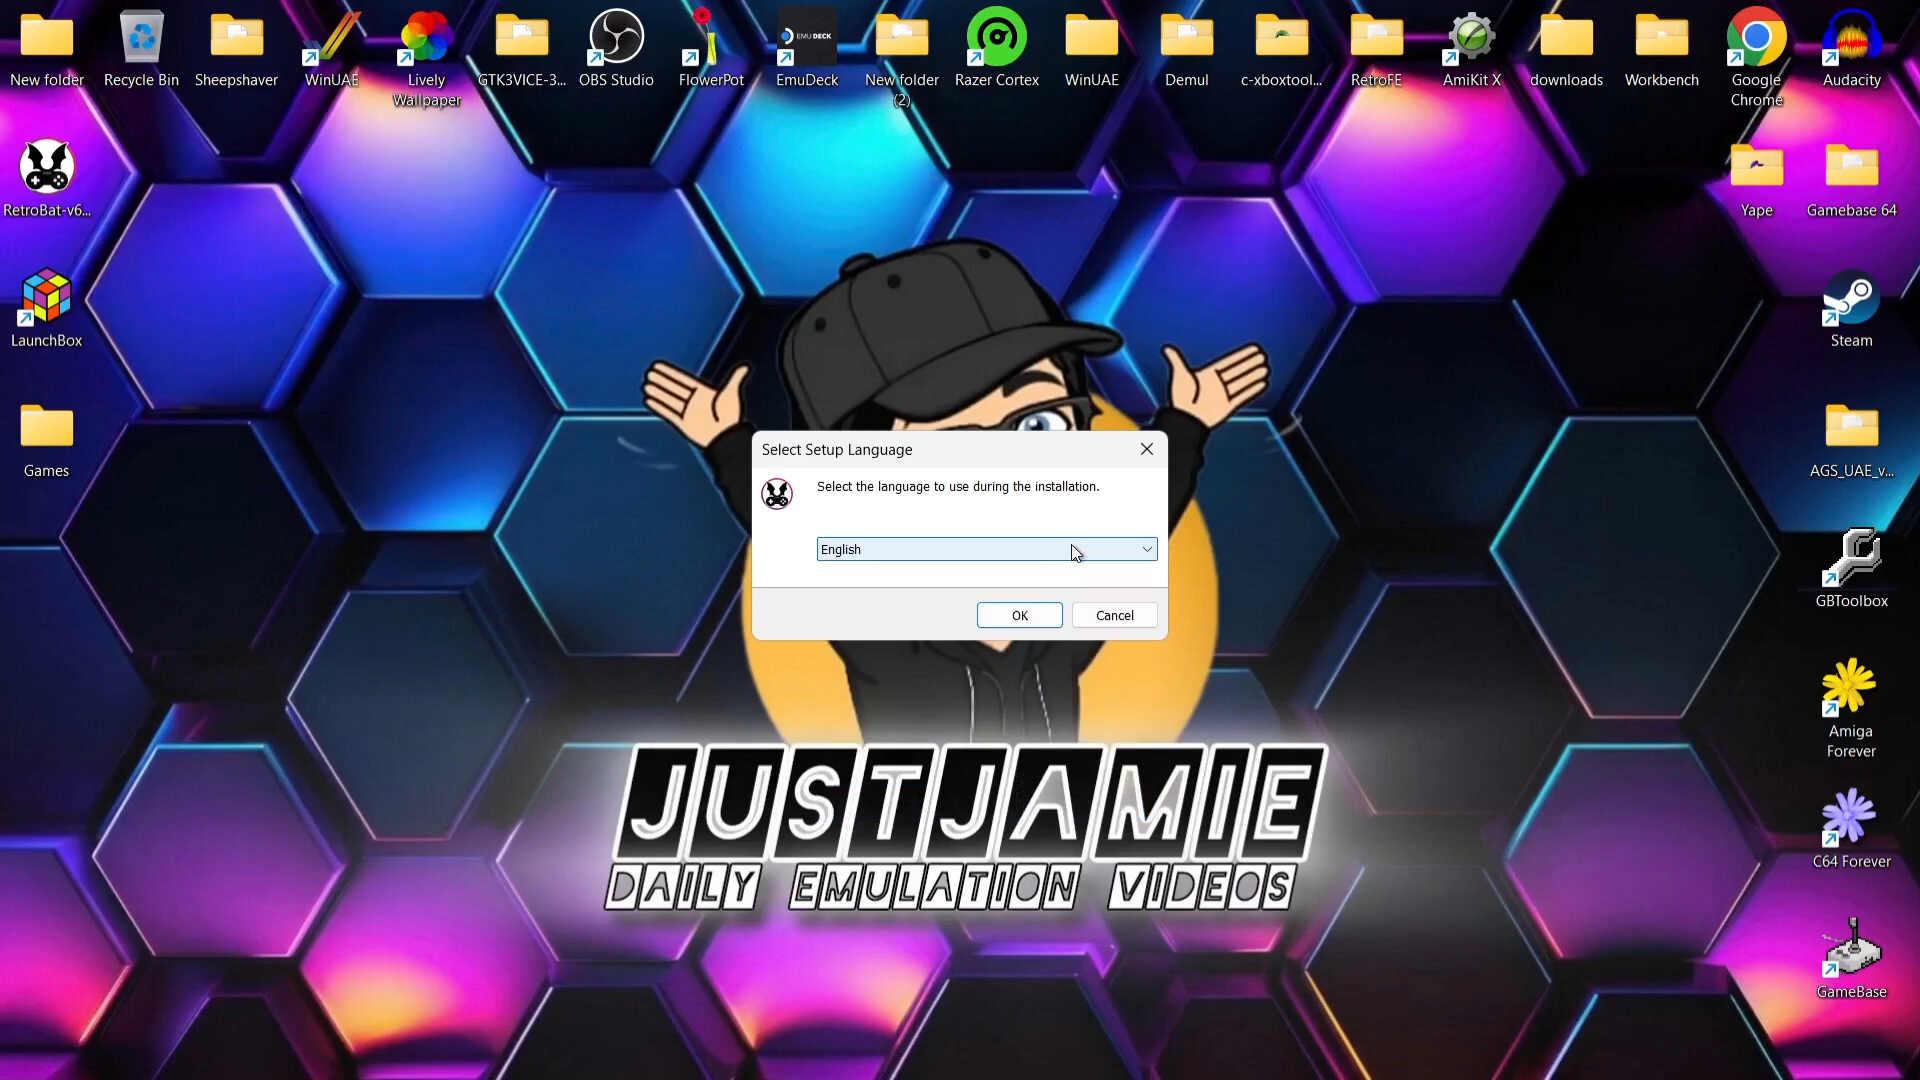 New folder
Recycle Bin
Sheepshaver
WinUAE
Lively
Wallpaper
GTK3VICE-3...
OBS Studio
FlowerPot
EMU DECK
EmuDeck
New folder
(2)
Razer Cortex
WinUAE
Demul
c-xboxtool...
RetroFE
AmiKit X
downloads
Workbench
Google
Chrome
Audacity
RetroBat-v6...
Yape
Gamebase 64
LaunchBox
Steam
Games
AGS_UAE_v...
Select Setup Language
Select the language to use during the installation.
English
OK
Cancel
GBToolbox
Amiga
Forever
JUSTJAMIE
DAILY EMULATION VIDEOS
C64 Forever
GameBase